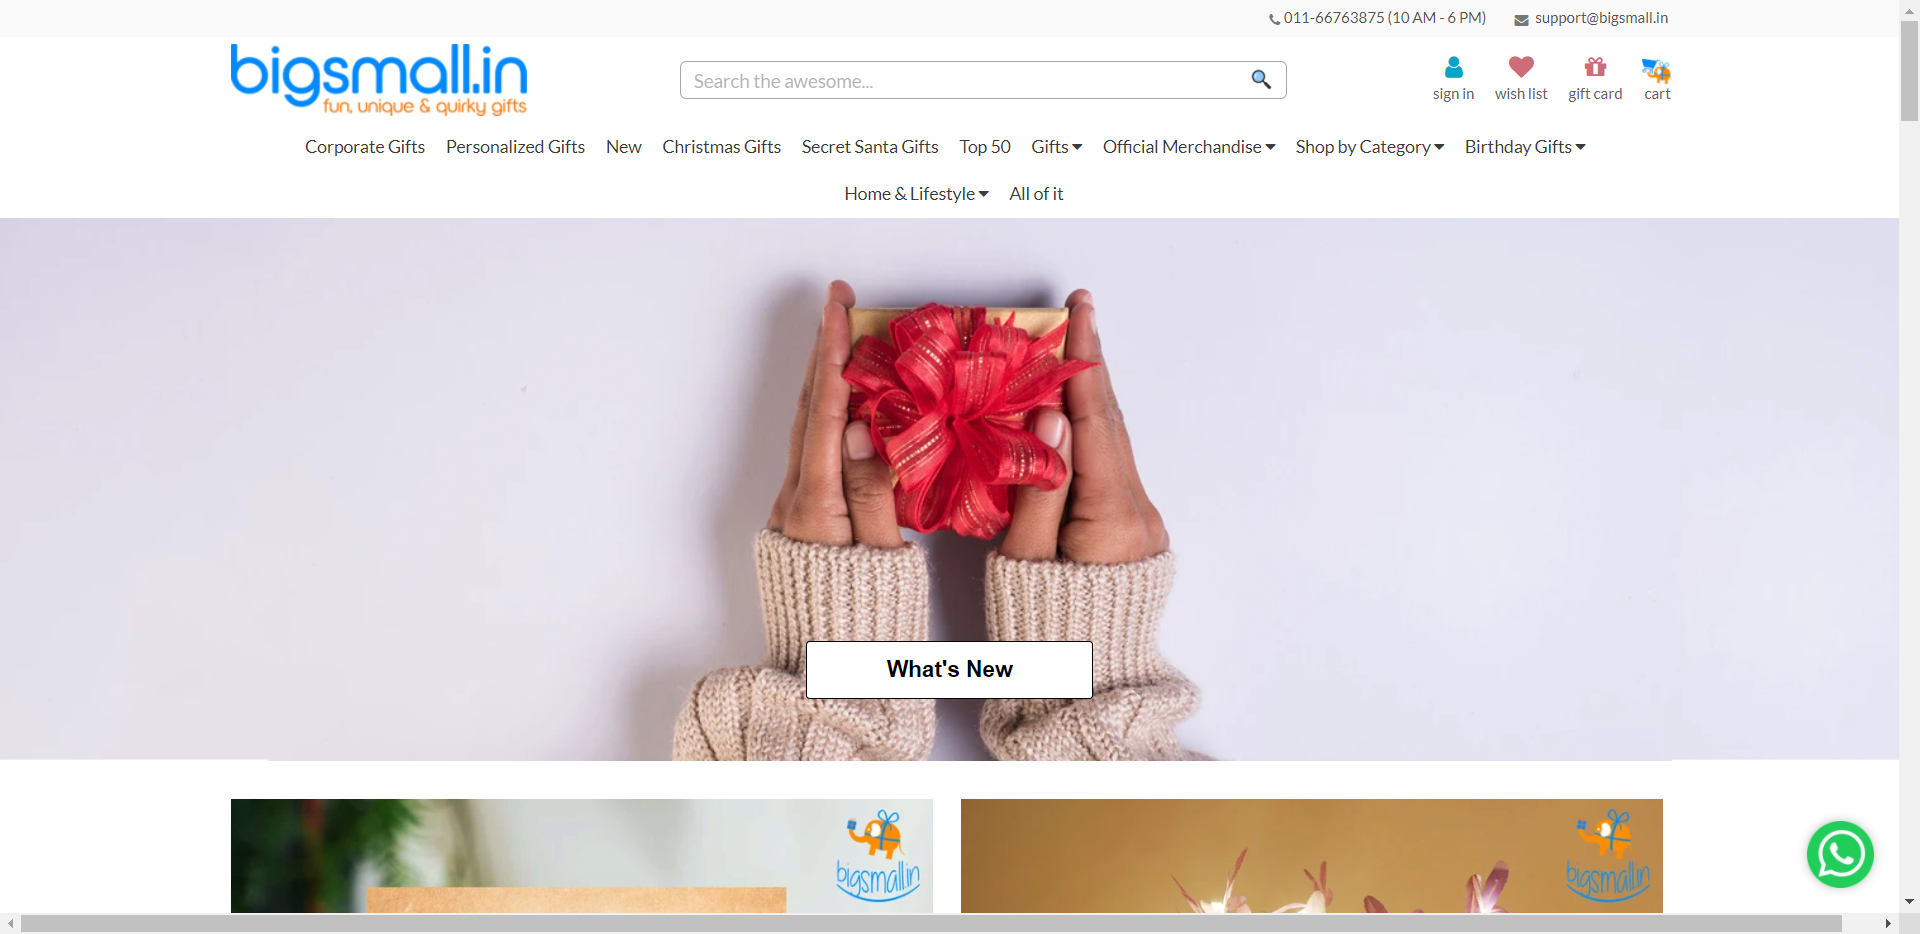 011-66763875 (10 AM - 6 PM) support@bigsmall.in
bigsmall.in
fun, unique & quirky gifts
Search the awesome...
sign in wish list gift card cart
Corporate Gifts Personalized Gifts New Christmas Gifts Secret Santa Gifts Top 50 Gifts Official Merchandise Shop by Category Birthday Gifts
Home & Lifestyle All of it
What's New
bigsmall.in bigsmall.in